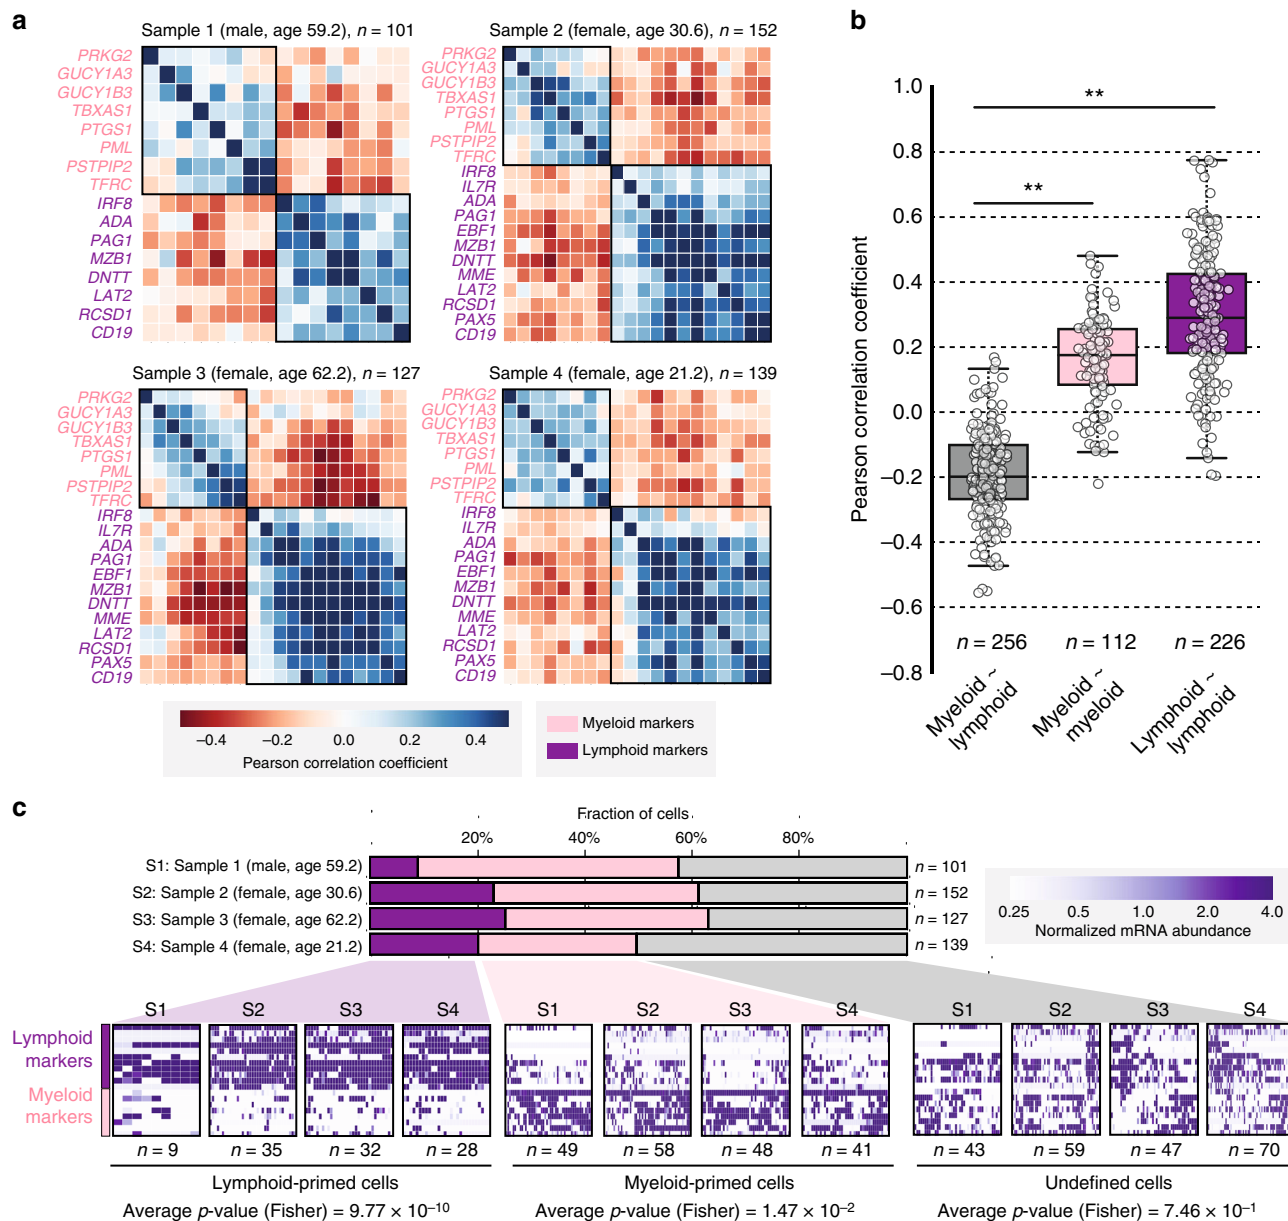 a
Sample 1 (male, age 59.2), n = 101
PRKG2
GUCY1A3
GUCY1B3
TBXAS1
PTGS1
PML
PSTPIP2
TFRC
IRF8
ADA
PAG1
MZB1
DNTT
LAT2
RCSD1
CD19
Sample 2 (female, age 30.6), n = 152
PRKG2
GUCY1A3
GUCY1B3
TBXAS1
PTGS1
PML
PSTPIP2
TFRC
IRF8
IL7R
ADA
PAG1
EBF1
MZB1
DNTT
MME
LAT2
RCSD1
PAX5
CD19
Sample 3 (female, age 62.2), n = 127
PRKG2
GUCY1A3
GUCY1B3
TBXAS1
PTGS1
PML
PSTPIP2
TFRC
IRF8
IL7R
ADA
PAG1
EBF1
MZB1
DNTT
MME
LAT2
RCSD1
PAX5
CD19
Sample 4 (female, age 21.2), n = 139
PRKG2
GUCY1A3
GUCY1B3
TBXAS1
PTGS1
PML
PSTPIP2
TFRC
IRF8
IL7R
ADA
PAG1
EBF1
MZB1
DNTT
MME
LAT2
RCSD1
PAX5
CD19
−0.4 −0.2 0.0 0.2 0.4
Pearson correlation coefficient
Myeloid markers
Lymphoid markers
b
Pearson correlation coefficient
1.0
0.8
0.6
0.4
0.2
0.0
−0.2
−0.4
−0.6
−0.8
**
**
n = 256 n = 112 n = 226
Myeloid ~
lymphoid
Myeloid ~
myeloid
Lymphoid ~
lymphoid
c
Fraction of cells
20% 40% 60% 80%
S1: Sample 1 (male, age 59.2) n = 101
S2: Sample 2 (female, age 30.6) n = 152
S3: Sample 3 (female, age 62.2) n = 127
S4: Sample 4 (female, age 21.2) n = 139
0.25 0.5 1.0 2.0 4.0
Normalized mRNA abundance
S1 S2 S3 S4 S1 S2 S3 S4 S1 S2 S3 S4
Lymphoid
markers
Myeloid
markers
n = 9 n = 35 n = 32 n = 28 n = 49 n = 58 n = 48 n = 41 n = 43 n = 59 n = 47 n = 70
Lymphoid-primed cells Myeloid-primed cells Undefined cells
Average p-value (Fisher) = 9.77 × 10⁻¹⁰ Average p-value (Fisher) = 1.47 × 10⁻² Average p-value (Fisher) = 7.46 × 10⁻¹